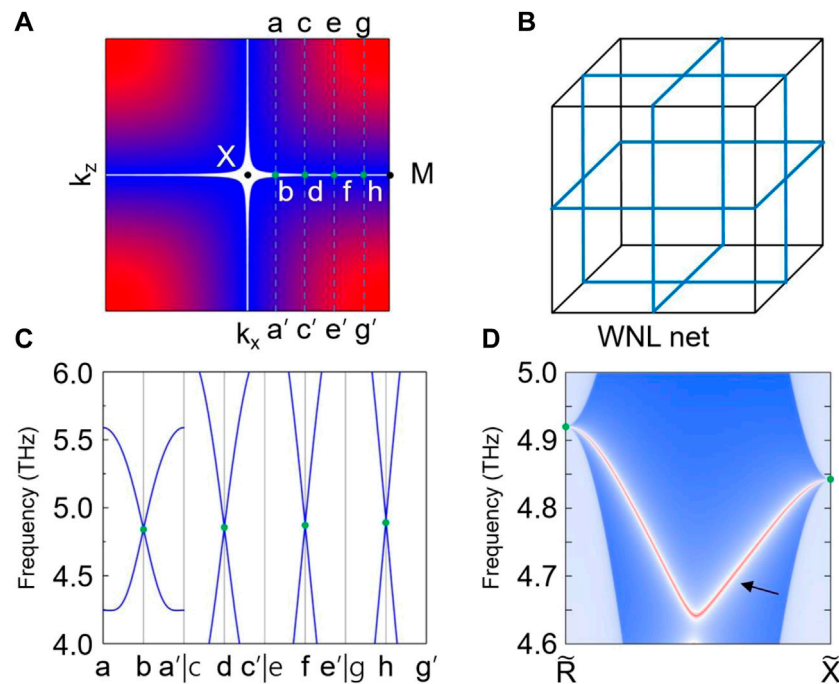 A
a c e g
k_z
X
b d f h
M
k_x
a′ c′ e′ g′
B
WNL net
C
Frequency (THz)
6.0
5.5
5.0
4.75
4.0
a b a′|c d c′|e f e′|g h g′
D
Frequency (THz)
5.0
4.9
4.8
4.7
4.6
R̃ X̃